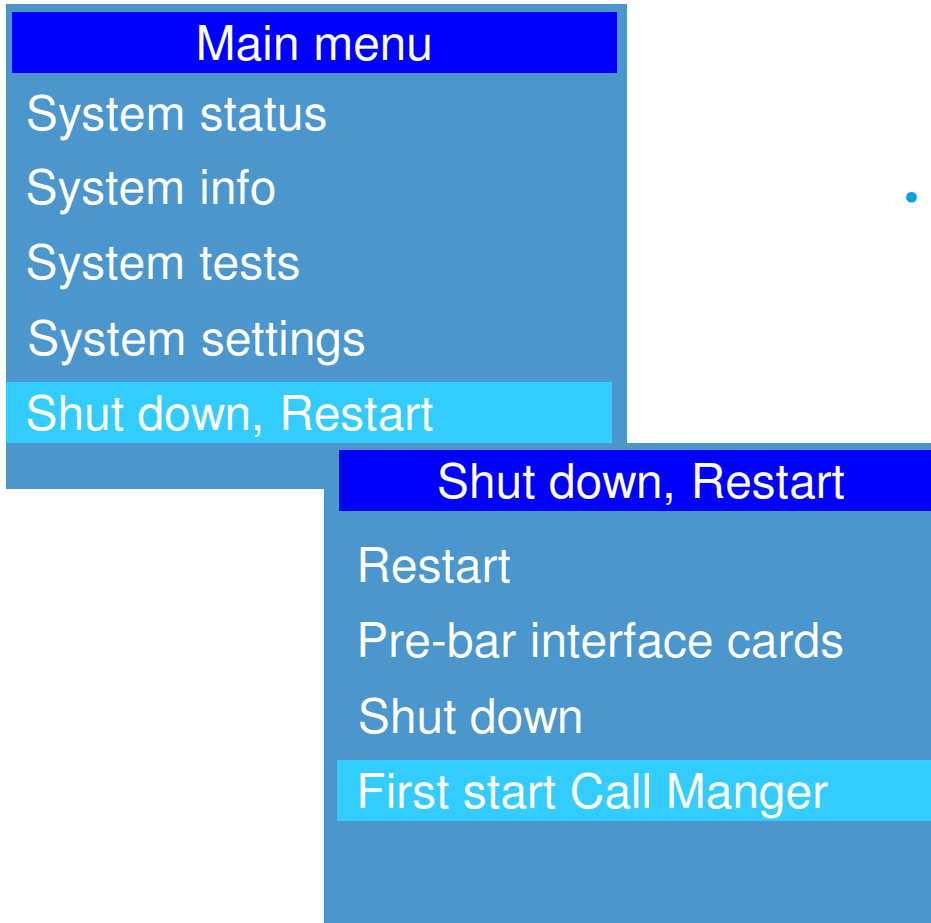 Main menu
System status
System info
System tests
System settings
Shut down, Restart
Shut down, Restart
Restart
Pre-bar interface cards
Shut down
First start Call Manger